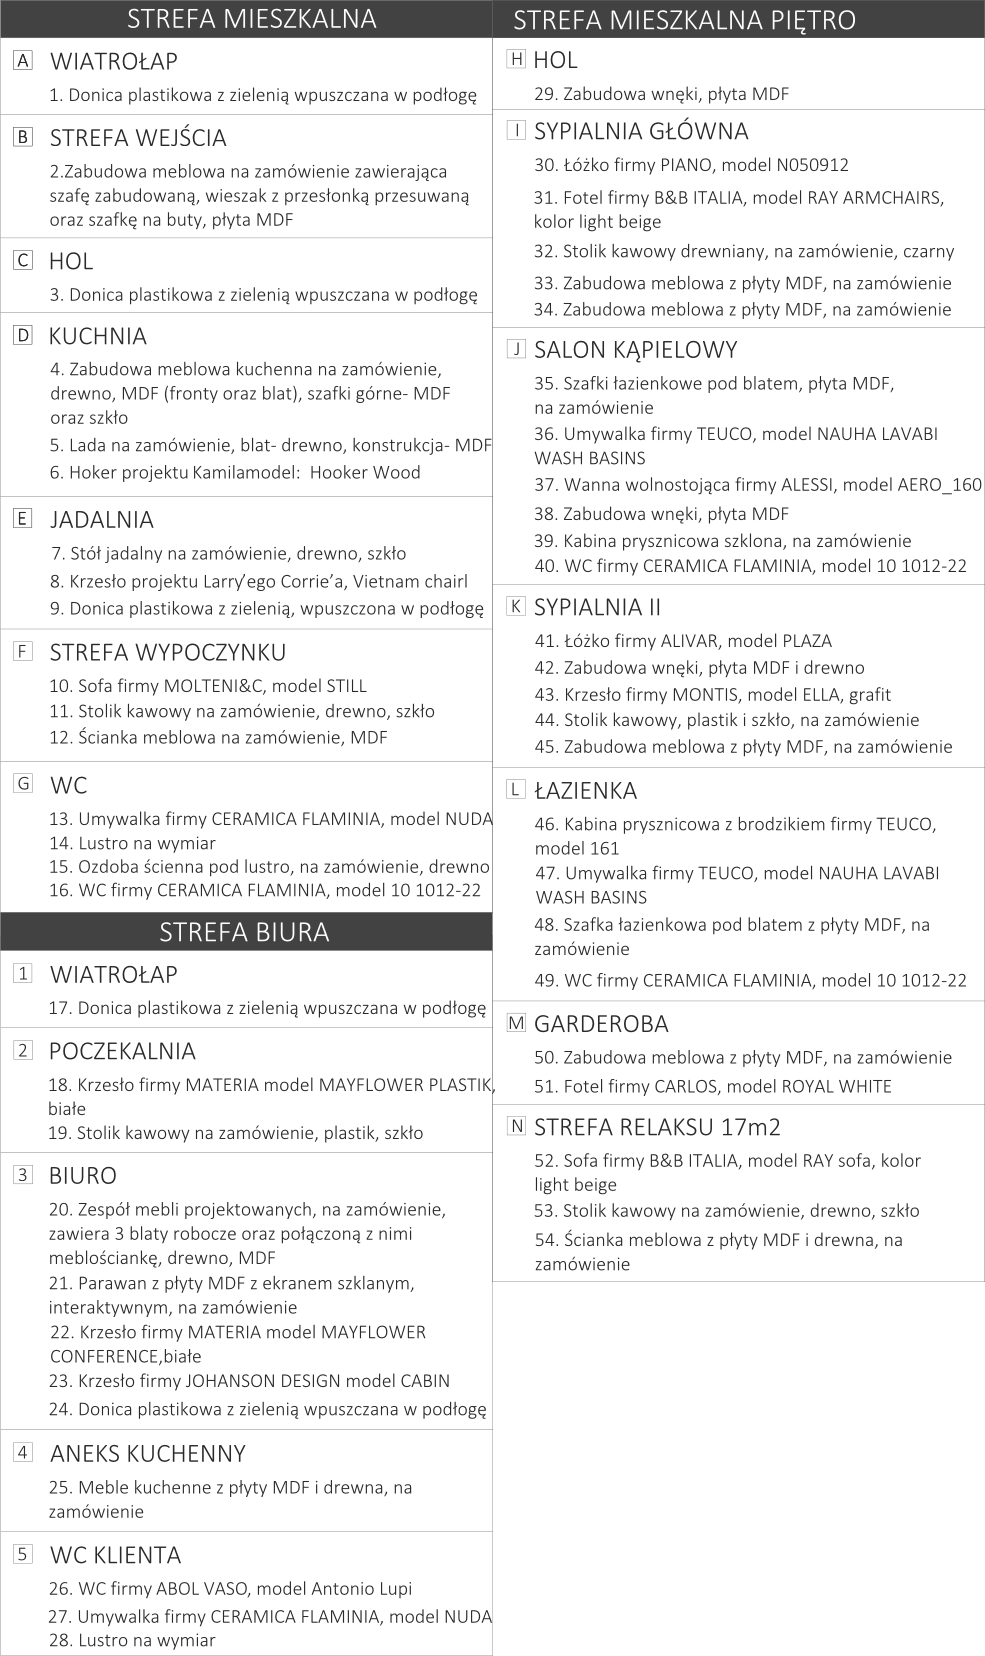 STREFA MIESZKALNA
A WIATROŁAP
1. Donica plastikowa z zielenią wpuszczana w podłogę
B STREFA WEJŚCIA
2.Zabudowa meblowa na zamówienie zawierająca
szafę zabudowaną, wieszak z przesłonką przesuwaną
oraz szafkę na buty, płyta MDF
C HOL
3. Donica plastikowa z zielenią wpuszczana w podłogę
D KUCHNIA
4. Zabudowa meblowa kuchenna na zamówienie,
drewno, MDF (fronty oraz blat), szafki górne- MDF
oraz szkło
5. Lada na zamówienie, blat- drewno, konstrukcja- MDF
6. Hoker projektu Kamilamodel: Hooker Wood
E JADALNIA
7. Stół jadalny na zamówienie, drewno, szkło
8. Krzesło projektu Larry’ego Corrie’a, Vietnam chairl
9. Donica plastikowa z zielenią, wpuszczona w podłogę
F STREFA WYPOCZYNKU
10. Sofa firmy MOLTENI&C, model STILL
11. Stolik kawowy na zamówienie, drewno, szkło
12. Ścianka meblowa na zamówienie, MDF
G WC
13. Umywalka firmy CERAMICA FLAMINIA, model NUDA
14. Lustro na wymiar
15. Ozdoba ścienna pod lustro, na zamówienie, drewno
16. WC firmy CERAMICA FLAMINIA, model 10 1012-22
STREFA BIURA
1 WIATROŁAP
17. Donica plastikowa z zielenią wpuszczana w podłogę
2 POCZEKALNIA
18. Krzesło firmy MATERIA model MAYFLOWER PLASTIK,
białe
19. Stolik kawowy na zamówienie, plastik, szkło
3 BIURO
20. Zespół mebli projektowanych, na zamówienie,
zawiera 3 blaty robocze oraz połączoną z nimi
meblościankę, drewno, MDF
21. Parawan z płyty MDF z ekranem szklanym,
interaktywnym, na zamówienie
22. Krzesło firmy MATERIA model MAYFLOWER
CONFERENCE,białe
23. Krzesło firmy JOHANSON DESIGN model CABIN
24. Donica plastikowa z zielenią wpuszczana w podłogę
4 ANEKS KUCHENNY
25. Meble kuchenne z płyty MDF i drewna, na
zamówienie
5 WC KLIENTA
26. WC firmy ABOL VASO, model Antonio Lupi
27. Umywalka firmy CERAMICA FLAMINIA, model NUDA
28. Lustro na wymiar
STREFA MIESZKALNA PIĘTRO
H HOL
29. Zabudowa wnęki, płyta MDF
I SYPIALNIA GŁÓWNA
30. Łóżko firmy PIANO, model N050912
31. Fotel firmy B&B ITALIA, model RAY ARMCHAIRS,
kolor light beige
32. Stolik kawowy drewniany, na zamówienie, czarny
33. Zabudowa meblowa z płyty MDF, na zamówienie
34. Zabudowa meblowa z płyty MDF, na zamówienie
J SALON KĄPIELOWY
35. Szafki łazienkowe pod blatem, płyta MDF,
na zamówienie
36. Umywalka firmy TEUCO, model NAUHA LAVABI
WASH BASINS
37. Wanna wolnostojąca firmy ALESSI, model AERO_160
38. Zabudowa wnęki, płyta MDF
39. Kabina prysznicowa szklona, na zamówienie
40. WC firmy CERAMICA FLAMINIA, model 10 1012-22
K SYPIALNIA II
41. Łóżko firmy ALIVAR, model PLAZA
42. Zabudowa wnęki, płyta MDF i drewno
43. Krzesło firmy MONTIS, model ELLA, grafit
44. Stolik kawowy, plastik i szkło, na zamówienie
45. Zabudowa meblowa z płyty MDF, na zamówienie
L ŁAZIENKA
46. Kabina prysznicowa z brodzikiem firmy TEUCO,
model 161
47. Umywalka firmy TEUCO, model NAUHA LAVABI
WASH BASINS
48. Szafka łazienkowa pod blatem z płyty MDF, na
zamówienie
49. WC firmy CERAMICA FLAMINIA, model 10 1012-22
M GARDEROBA
50. Zabudowa meblowa z płyty MDF, na zamówienie
51. Fotel firmy CARLOS, model ROYAL WHITE
N STREFA RELAKSU 17m2
52. Sofa firmy B&B ITALIA, model RAY sofa, kolor
light beige
53. Stolik kawowy na zamówienie, drewno, szkło
54. Ścianka meblowa z płyty MDF i drewna, na
zamówienie